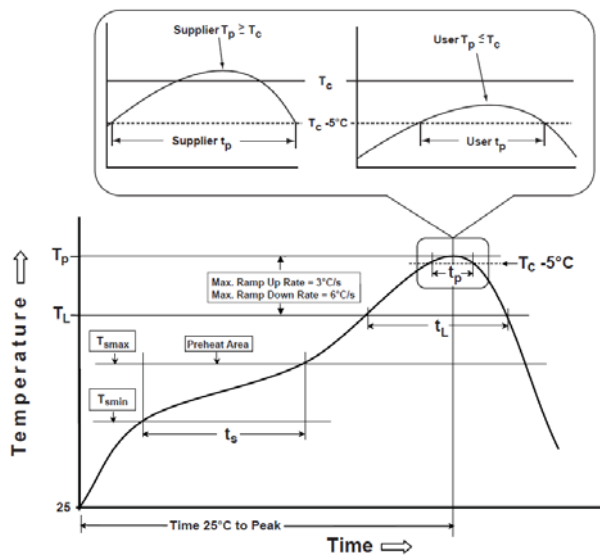 Supplier Tp ≥ Tc
User Tp ≤ Tc
Tc
Tc -5°C
Supplier tp
User tp
Tp
Tc -5°C
tp
Max. Ramp Up Rate = 3°C/s
Max. Ramp Down Rate = 6°C/s
TL
tL
Tsmax
Preheat Area
Tsmin
ts
Temperature
25
Time 25°C to Peak
Time